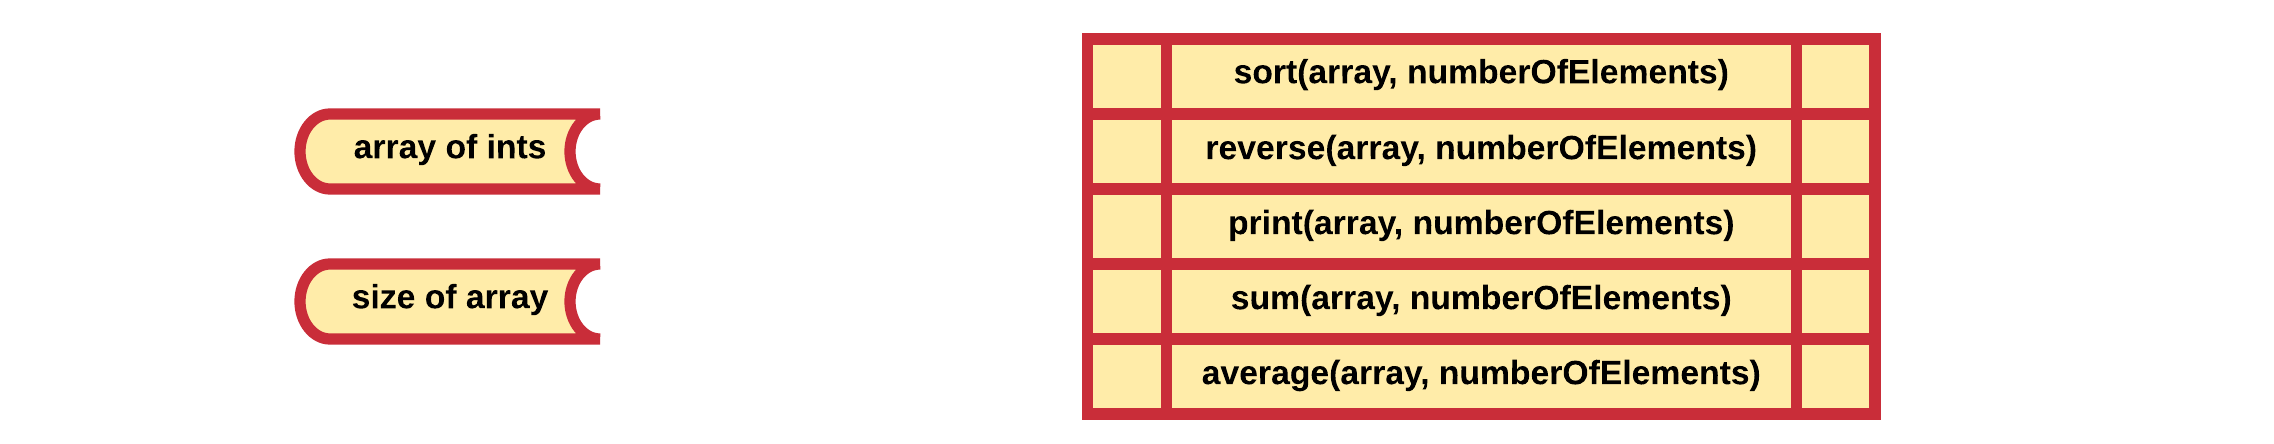 array of ints
size of array
sort(array, numberOfElements)
reverse(array, numberOfElements)
print(array, numberOfElements)
sum(array, numberOfElements)
average(array, numberOfElements)